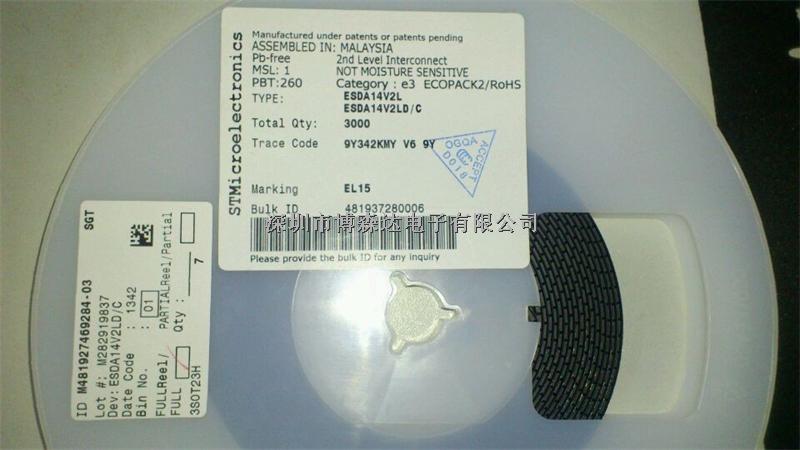 STMicroelectronics
Manufactured under patents or patents pending
ASSEMBLED IN: MALAYSIA
Pb-free 2nd Level Interconnect
MSL: 1 NOT MOISTURE SENSITIVE
PBT:260 Category : e3 ECOPACK2/RoHS
TYPE: ESDA14V2L
ESDA14V2LD/C
Total Qty: 3000
Trace Code 9Y342KMY V6 9Y
OGQA
ACCEPT
D018
Marking EL15
Bulk ID 481937280006
深圳市博森达电子有限公司
Please provide the bulk ID for any inquiry
SGT
ID M481927469284-03
Lot #: M282919837
Dev: ESDA14V2LD/C
Date Code : 1342
Bin No. : 01
PARTIALReel/Partial
FULLReel/ Qty : 7
FULL
3SOT23H